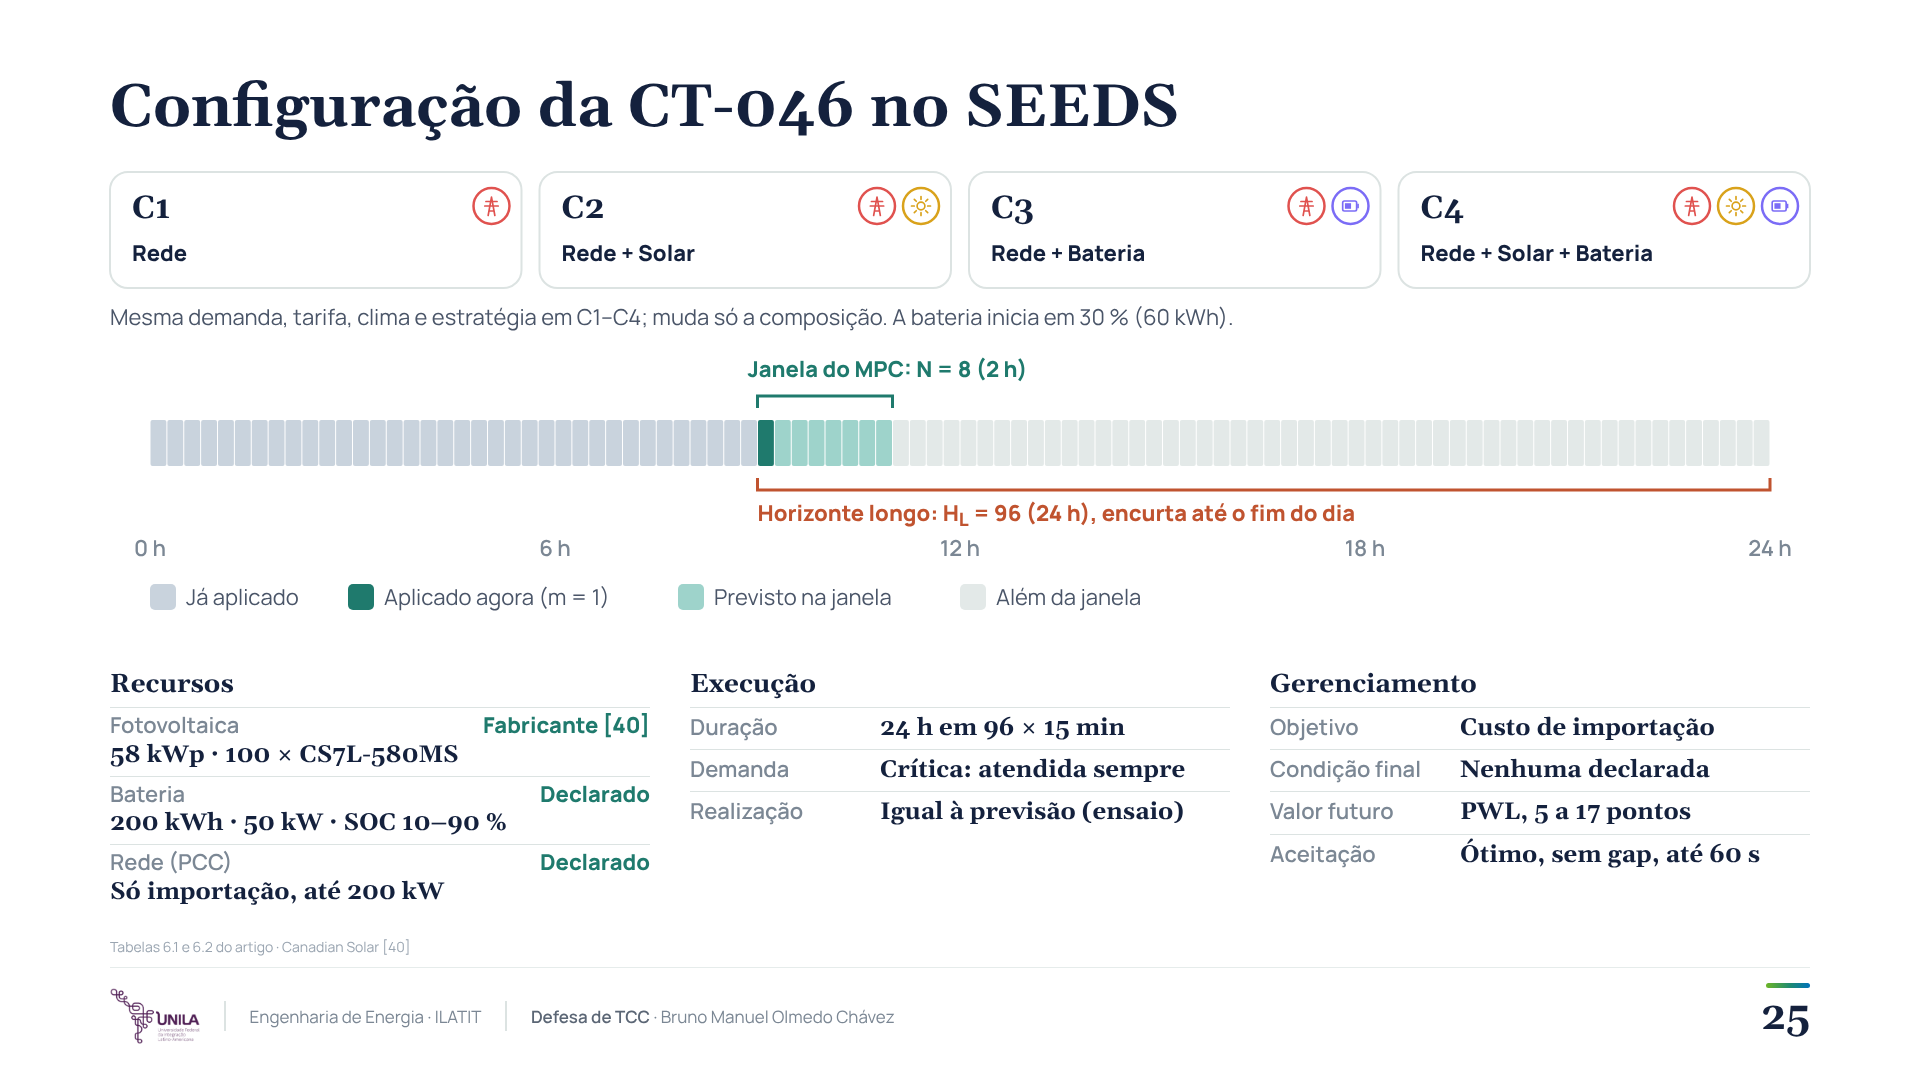 Configuração da CT-046 no SEEDS
C1
Rede
C2
Rede + Solar
C3
Rede + Bateria
C4
Rede + Solar + Bateria
Mesma demanda, tarifa, clima e estratégia em C1–C4; muda só a composição. A bateria inicia em 30 % (60 kWh).
Janela do MPC: N = 8 (2 h)
Horizonte longo: HL = 96 (24 h), encurta até o fim do dia
0 h 6 h 12 h 18 h 24 h
Já aplicado Aplicado agora (m = 1) Previsto na janela Além da janela
Recursos
Fotovoltaica Fabricante [40]
58 kWp · 100 × CS7L-580MS
Bateria Declarado
200 kWh · 50 kW · SOC 10–90 %
Rede (PCC) Declarado
Só importação, até 200 kW
Execução
Duração 24 h em 96 × 15 min
Demanda Crítica: atendida sempre
Realização Igual à previsão (ensaio)
Gerenciamento
Objetivo Custo de importação
Condição final Nenhuma declarada
Valor futuro PWL, 5 a 17 pontos
Aceitação Ótimo, sem gap, até 60 s
Tabelas 6.1 e 6.2 do artigo · Canadian Solar [40]
UNILA
Engenharia de Energia · ILATIT
Defesa de TCC · Bruno Manuel Olmedo Chávez
25